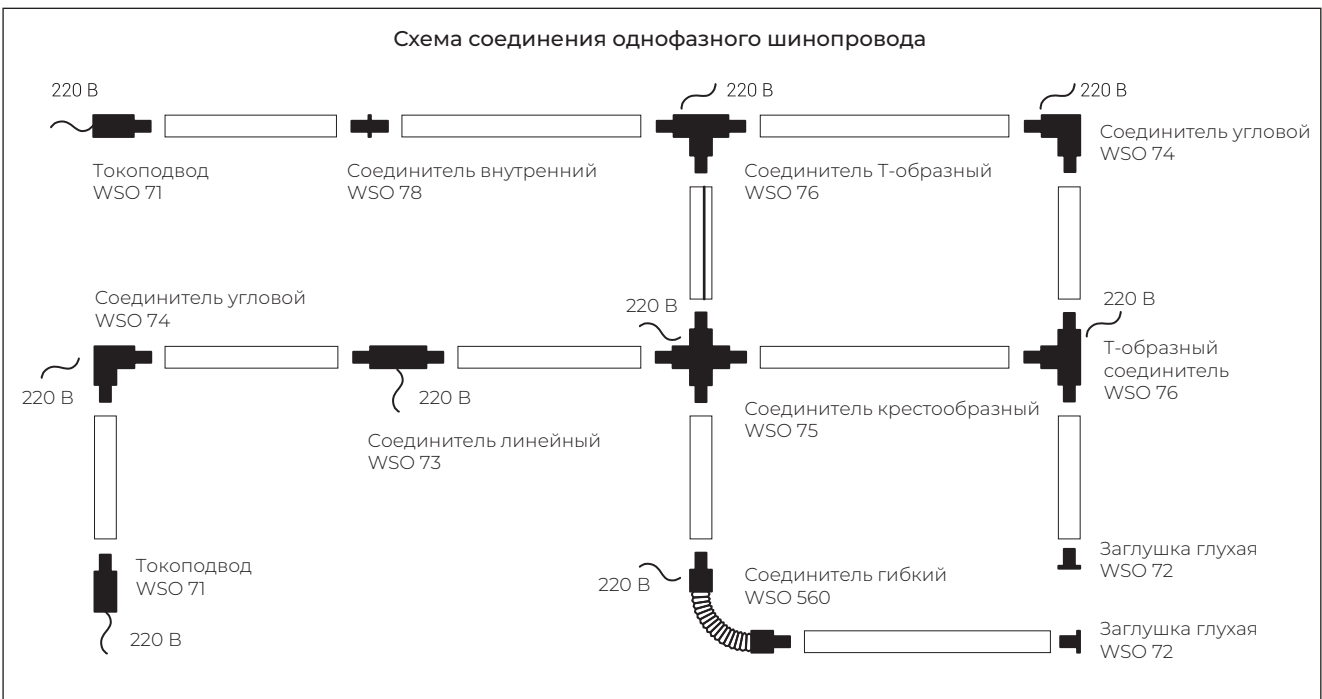 Схема соединения однофазного шинопровода
220 В
220 В
220 В
Токоподвод
WSO 71
Соединитель внутренний
WSO 78
Соединитель Т-образный
WSO 76
Соединитель угловой
WSO 74
Соединитель угловой
WSO 74
220 В
220 В
220 В
220 В
Соединитель линейный
WSO 73
Соединитель крестообразный
WSO 75
Т-образный
соединитель
WSO 76
Токоподвод
WSO 71
220 В
220 В
Соединитель гибкий
WSO 560
Заглушка глухая
WSO 72
Заглушка глухая
WSO 72